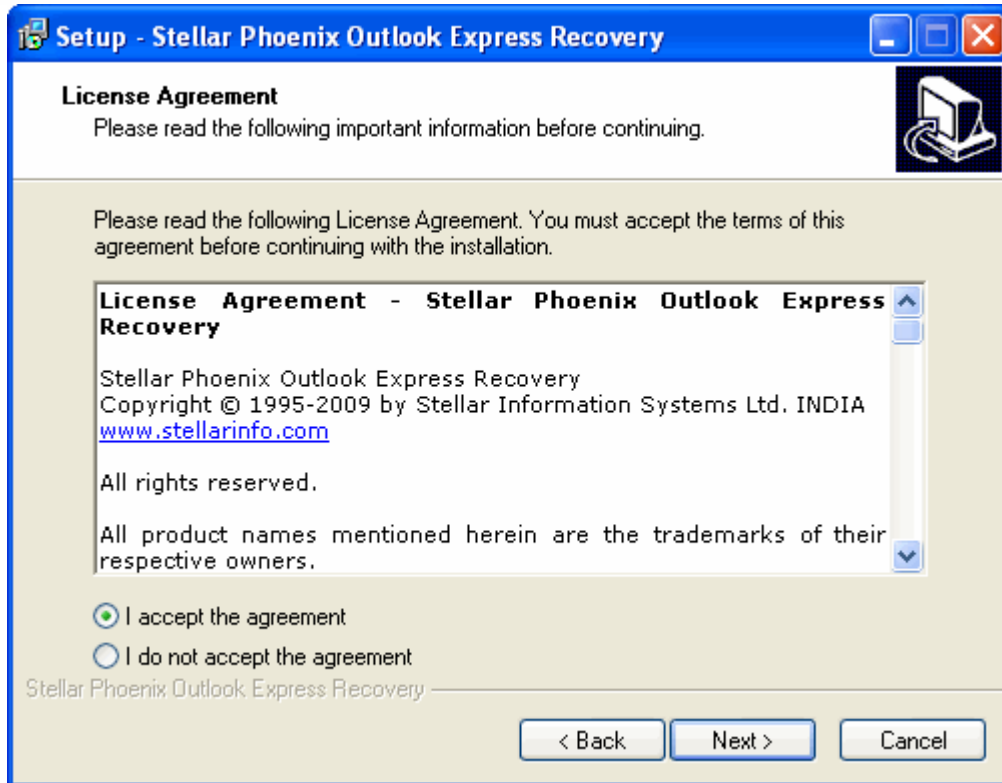 Setup - Stellar Phoenix Outlook Express Recovery
License Agreement
Please read the following important information before continuing.
Please read the following License Agreement. You must accept the terms of this
agreement before continuing with the installation.
License Agreement - Stellar Phoenix Outlook Express
Recovery
Stellar Phoenix Outlook Express Recovery
Copyright © 1995-2009 by Stellar Information Systems Ltd. INDIA
www.stellarinfo.com
All rights reserved.
All product names mentioned herein are the trademarks of their
respective owners.
I accept the agreement
I do not accept the agreement
Stellar Phoenix Outlook Express Recovery
< Back
Next >
Cancel